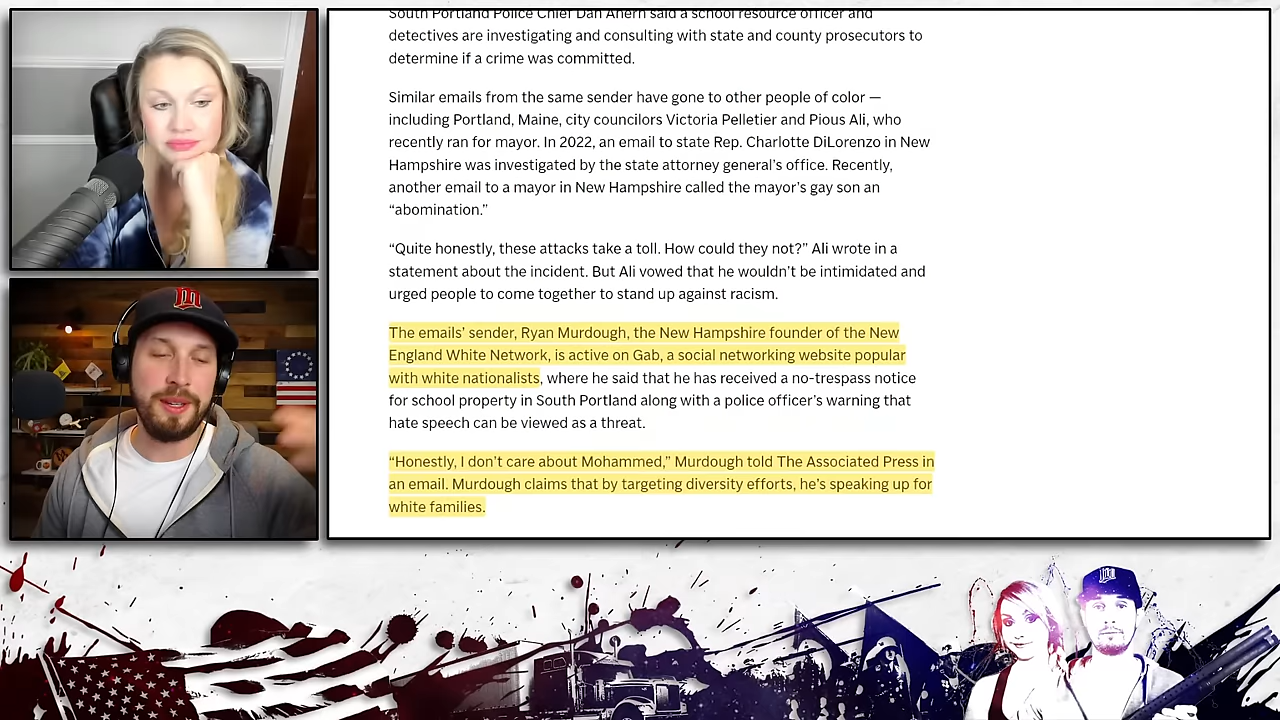 South Portland Police Chief Dan Ahern said a school resource officer and
detectives are investigating and consulting with state and county prosecutors to
determine if a crime was committed.
Similar emails from the same sender have gone to other people of color —
including Portland, Maine, city councilors Victoria Pelletier and Pious Ali, who
recently ran for mayor. In 2022, an email to state Rep. Charlotte DiLorenzo in New
Hampshire was investigated by the state attorney general’s office. Recently,
another email to a mayor in New Hampshire called the mayor’s gay son an
“abomination.”
“Quite honestly, these attacks take a toll. How could they not?” Ali wrote in a
statement about the incident. But Ali vowed that he wouldn’t be intimidated and
urged people to come together to stand up against racism.
The emails’ sender, Ryan Murdough, the New Hampshire founder of the New
England White Network, is active on Gab, a social networking website popular
with white nationalists, where he said that he has received a no-trespass notice
for school property in South Portland along with a police officer’s warning that
hate speech can be viewed as a threat.
“Honestly, I don’t care about Mohammed,” Murdough told The Associated Press in
an email. Murdough claims that by targeting diversity efforts, he’s speaking up for
white families.